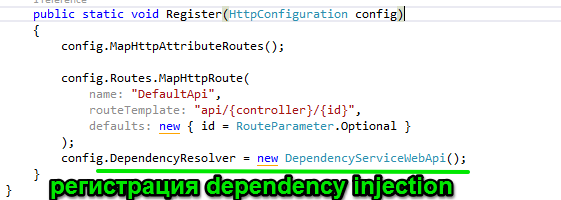 1 reference
public static void Register(HttpConfiguration config)
{
config.MapHttpAttributeRoutes();
config.Routes.MapHttpRoute(
name: "DefaultApi",
routeTemplate: "api/{controller}/{id}",
defaults: new { id = RouteParameter.Optional }
);
config.DependencyResolver = new DependencyServiceWebApi();
}
регистрация dependency injection
}